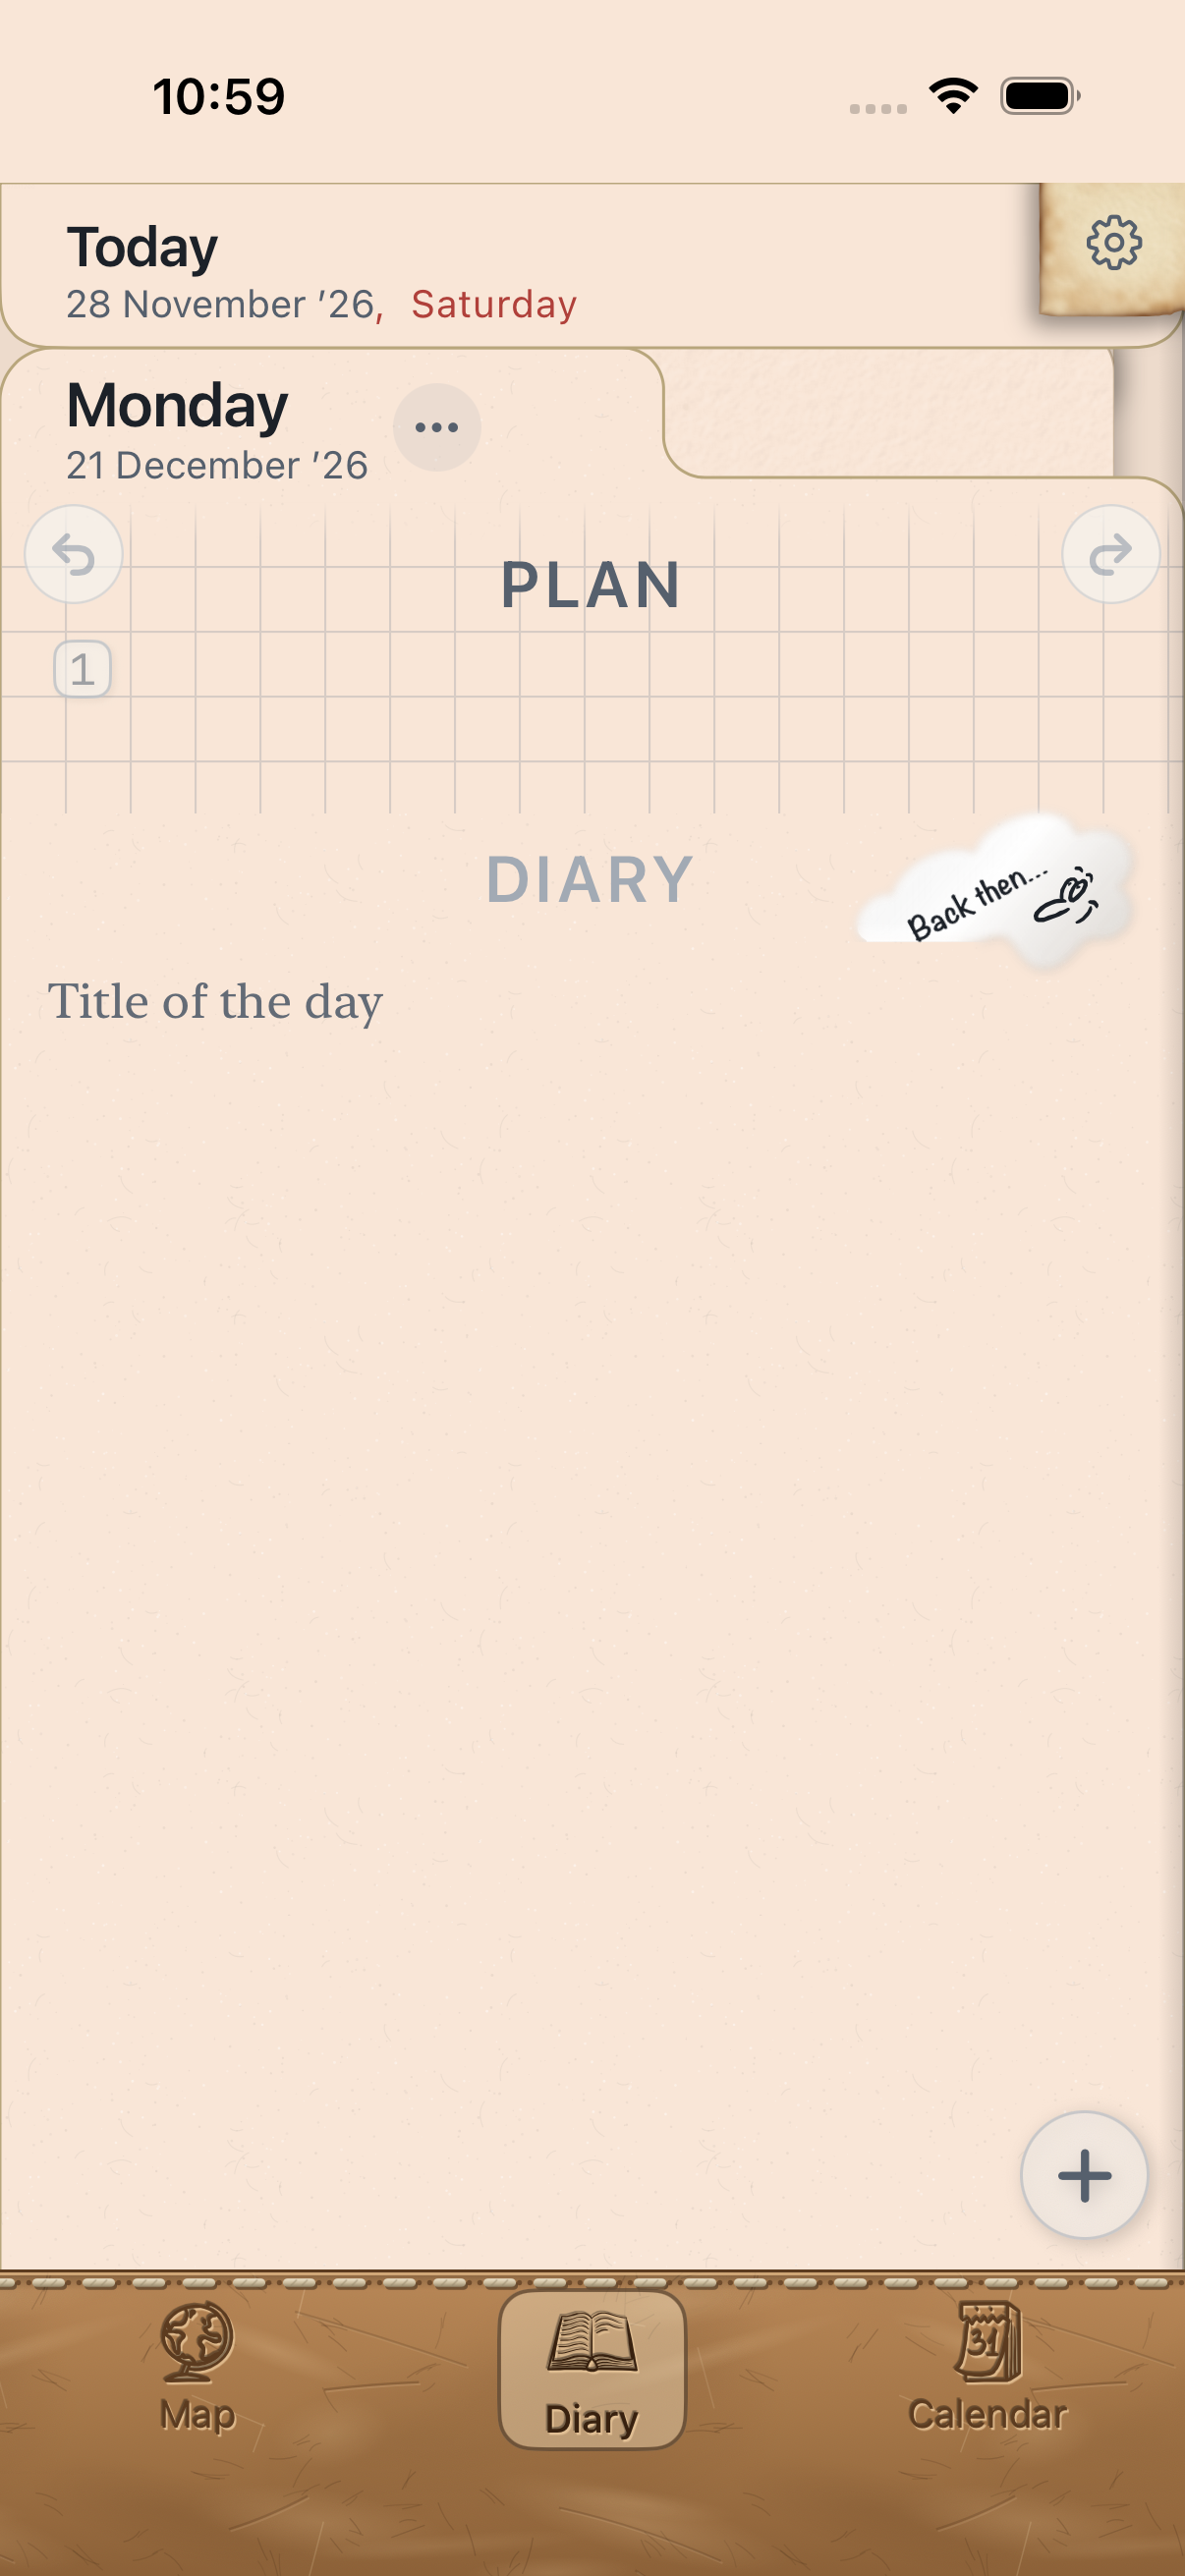 10:59
Today
28 November ’26, Saturday
Monday
21 December ’26
PLAN
1
DIARY
Back then...
Title of the day
31
Map
Diary
Calendar